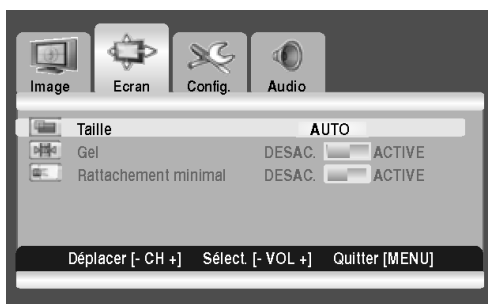 Image Ecran Config. Audio
Taille AUTO
Gel DESAC. ACTIVE
Rattachement minimal DESAC. ACTIVE
Déplacer [- CH +] Sélect. [- VOL +] Quitter [MENU]